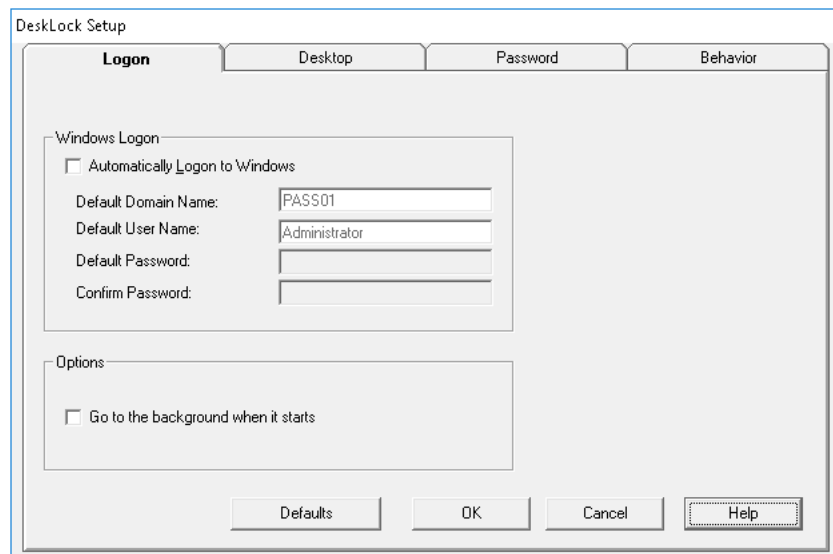 DeskLock Setup
Logon Desktop Password Behavior
Windows Logon
Automatically Logon to Windows
Default Domain Name: PASS01
Default User Name: Administrator
Default Password:
Confirm Password:
Options
Go to the background when it starts
Defaults OK Cancel Help